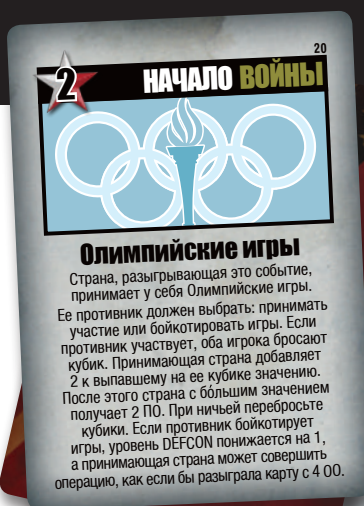 20
2
НАЧАЛО ВОЙНЫ
Олимпийские игры
Страна, разыгрывающая это событие,
принимает у себя Олимпийские игры.
Ее противник должен выбрать: принимать
участие или бойкотировать игры. Если
противник участвует, оба игрока бросают
кубик. Принимающая страна добавляет
2 к выпавшему на ее кубике значению.
После этого страна с бо́льшим значением
получает 2 ПО. При ничьей перебросьте
кубики. Если противник бойкотирует
игры, уровень DEFCON понижается на 1,
а принимающая страна может совершить
операцию, как если бы разыграла карту с 4 ОО.